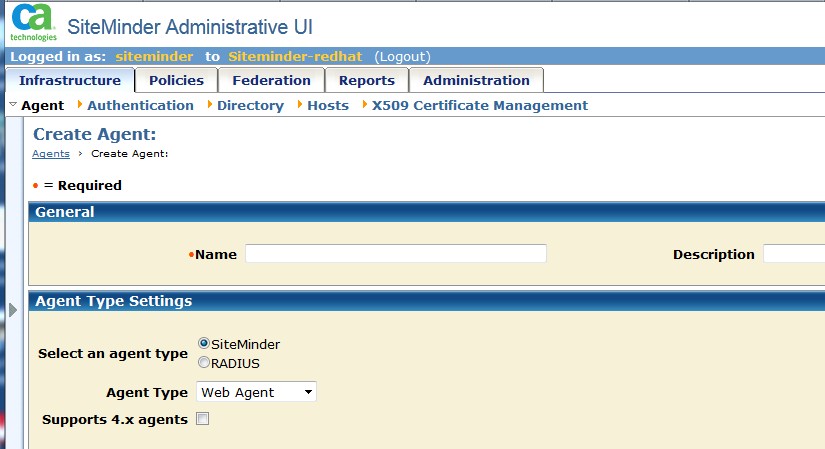 ca
technologies
SiteMinder Administrative UI
Logged in as: siteminder to Siteminder-redhat (Logout)
Infrastructure Policies Federation Reports Administration
Agent Authentication Directory Hosts X509 Certificate Management
Create Agent:
Agents › Create Agent:
• = Required
General
•Name Description
Agent Type Settings
Select an agent type SiteMinder
RADIUS
Agent Type Web Agent
Supports 4.x agents